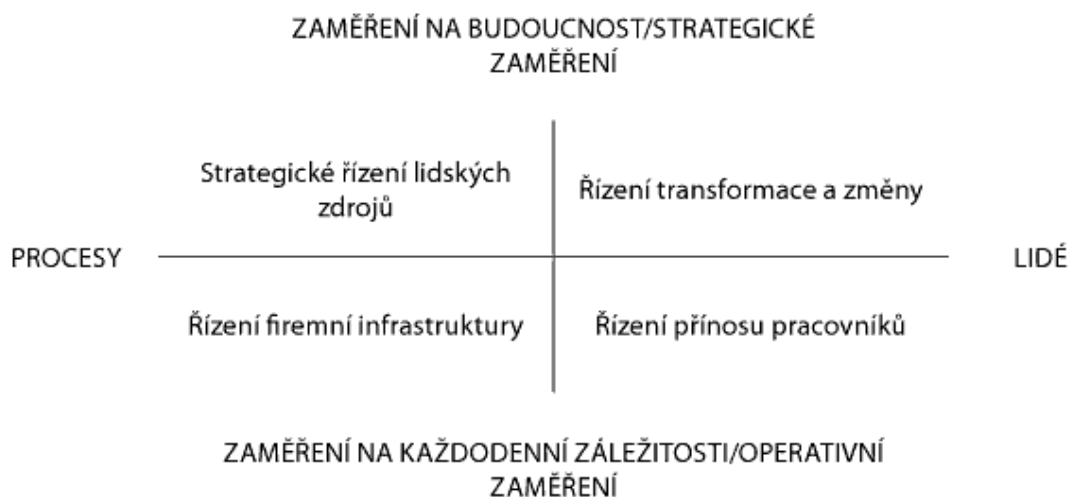 ZAMĚŘENÍ NA BUDOUCNOST/STRATEGICKÉ
ZAMĚŘENÍ
Strategické řízení lidských
zdrojů
Řízení transformace a změny
PROCESY
LIDÉ
Řízení firemní infrastruktury
Řízení přínosu pracovníků
ZAMĚŘENÍ NA KAŽDODENNÍ ZÁLEŽITOSTI/OPERATIVNÍ
ZAMĚŘENÍ